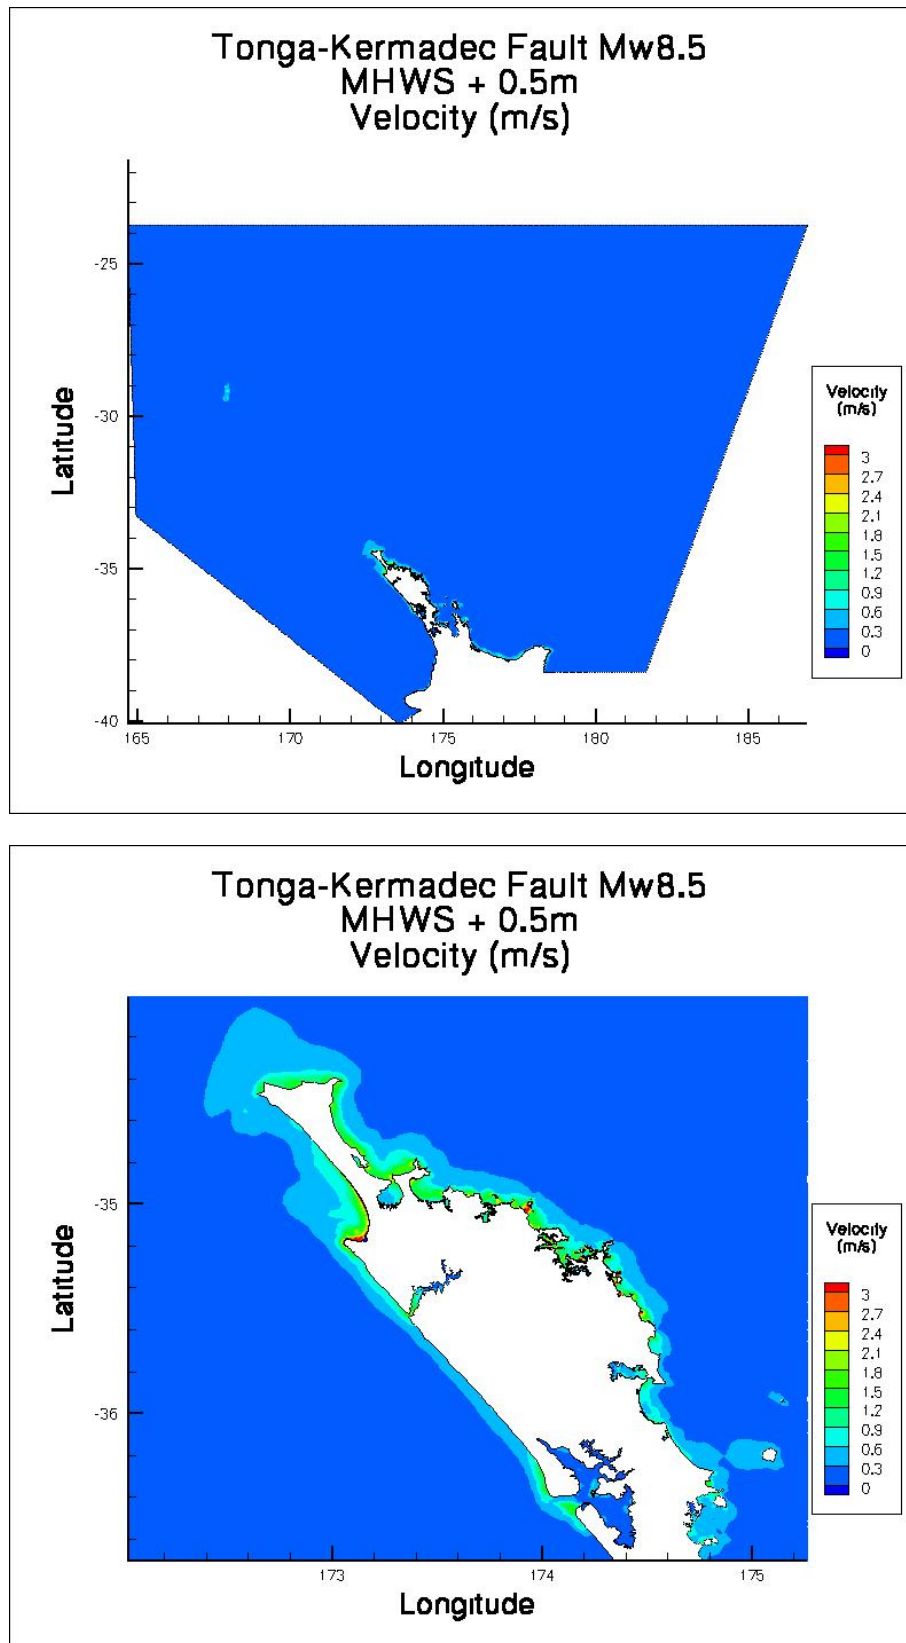 Tonga-Kermadec Fault Mw8.5
MHWS + 0.5m
Velocity (m/s)
Latitude
-25
-30
-35
-40
165
170
175
180
185
Longitude
Velocity
(m/s)
3
2.7
2.4
2.1
1.8
1.5
1.2
0.9
0.6
0.3
0
Tonga-Kermadec Fault Mw8.5
MHWS + 0.5m
Velocity (m/s)
Latitude
-35
-36
173
174
175
Longitude
Velocity
(m/s)
3
2.7
2.4
2.1
1.8
1.5
1.2
0.9
0.6
0.3
0